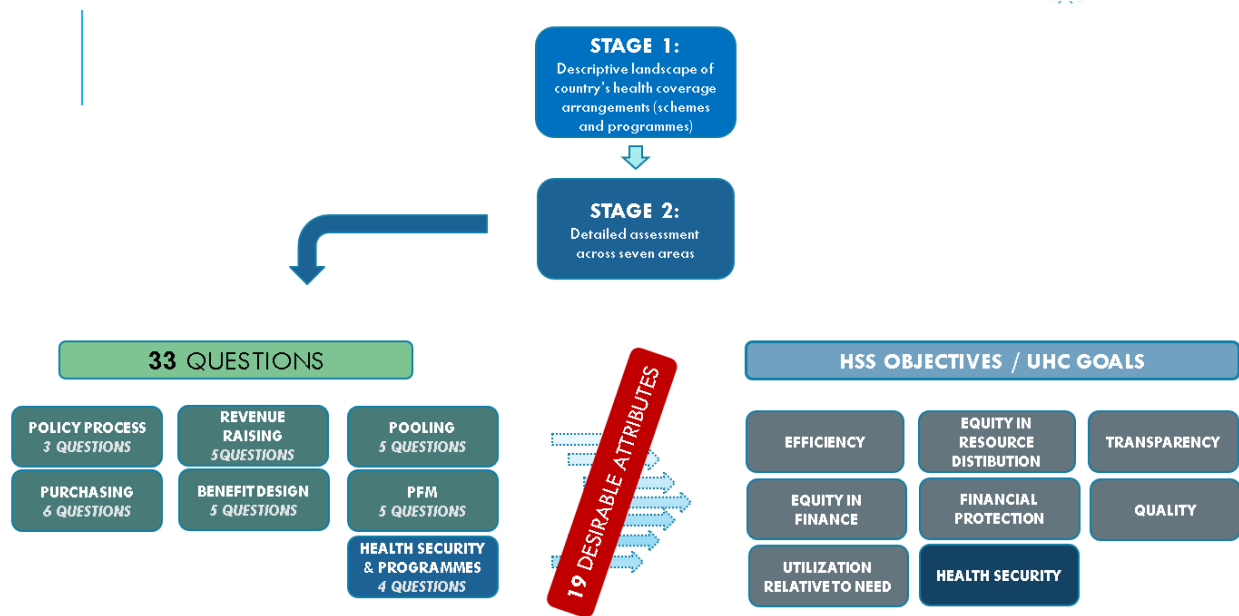 STAGE 1:
Descriptive landscape of
country's health coverage
arrangements (schemes
and programmes)
STAGE 2:
Detailed assessment
across seven areas
33 QUESTIONS
POLICY PROCESS
3 QUESTIONS
REVENUE
RAISING
5QUESTIONS
POOLING
5 QUESTIONS
PURCHASING
6 QUESTIONS
BENEFIT DESIGN
5 QUESTIONS
PFM
5 QUESTIONS
HEALTH SECURITY
& PROGRAMMES
4 QUESTIONS
19 DESIRABLE ATTRIBUTES
HSS OBJECTIVES / UHC GOALS
EFFICIENCY
EQUITY IN
RESOURCE
DISTIBUTION
TRANSPARENCY
EQUITY IN
FINANCE
FINANCIAL
PROTECTION
QUALITY
UTILIZATION
RELATIVE TO NEED
HEALTH SECURITY